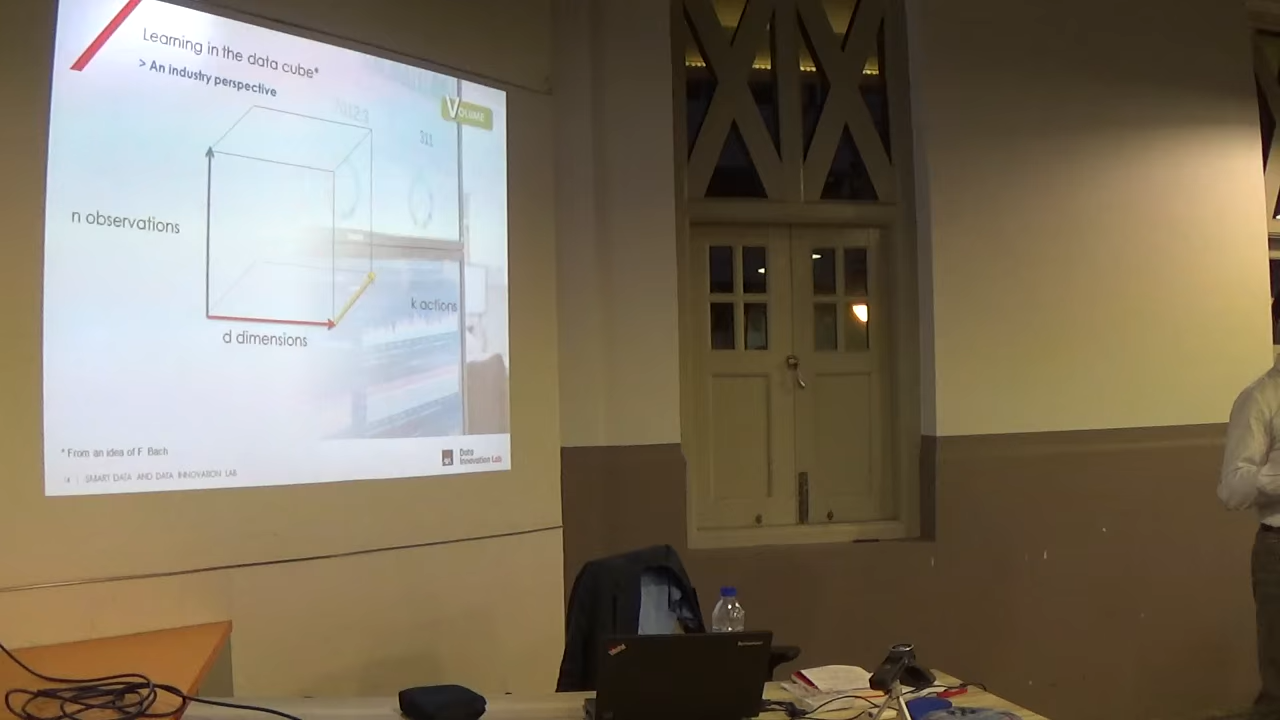 Learning in the data cube*
> An industry perspective
VOLUME
311
n observations
k actions
d dimensions
* From an idea of F. Bach
Data
Innovation Lab
SMART DATA AND DATA INNOVATION LAB